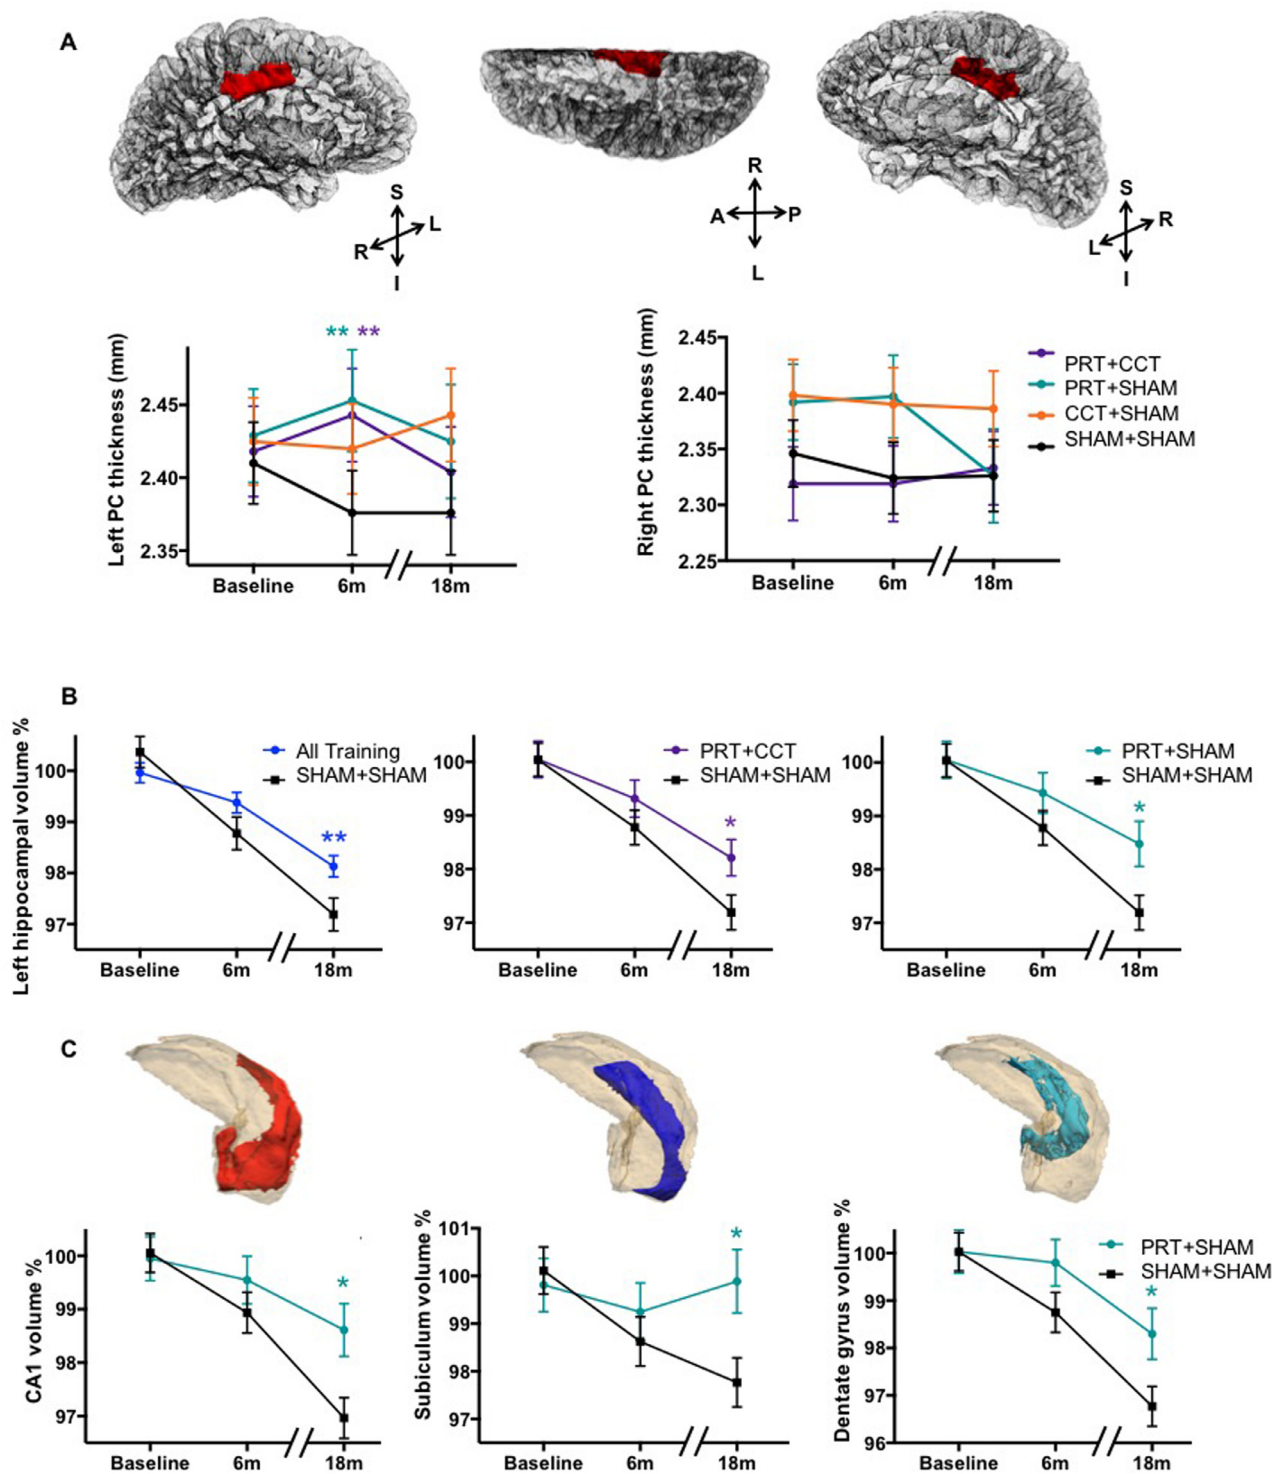 A
S
L
R
I
R
A
P
L
S
R
L
I
** **
Left PC thickness (mm)
2.45
2.40
2.35
Baseline
6m
18m
Right PC thickness (mm)
2.45
2.40
2.35
2.30
2.25
Baseline
6m
18m
PRT+CCT
PRT+SHAM
CCT+SHAM
SHAM+SHAM
B
Left hippocampal volume %
100
99
98
97
All Training
SHAM+SHAM
**
Baseline
6m
18m
100
99
98
97
PRT+CCT
SHAM+SHAM
*
Baseline
6m
18m
100
99
98
97
PRT+SHAM
SHAM+SHAM
*
Baseline
6m
18m
C
CA1 volume %
100
99
98
97
*
Baseline
6m
18m
Subiculum volume %
101
100
99
98
97
*
Baseline
6m
18m
Dentate gyrus volume %
100
99
98
97
96
PRT+SHAM
SHAM+SHAM
*
Baseline
6m
18m